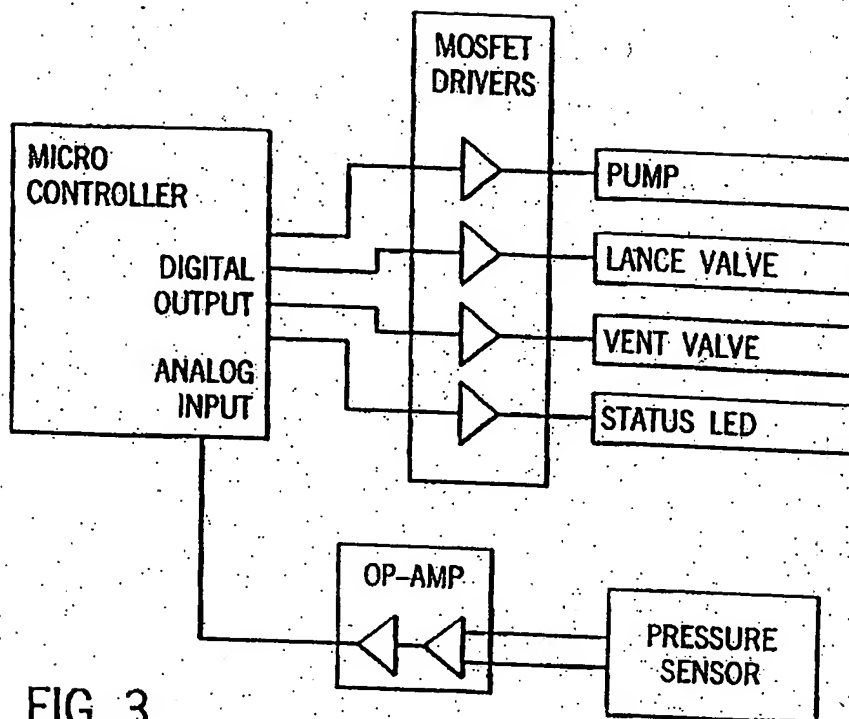 MOSFET
DRIVERS
MICRO
CONTROLLER
PUMP
DIGITAL
OUTPUT
LANCE VALVE
VENT VALVE
ANALOG
INPUT
STATUS LED
OP-AMP
PRESSURE
SENSOR
FIG. 3